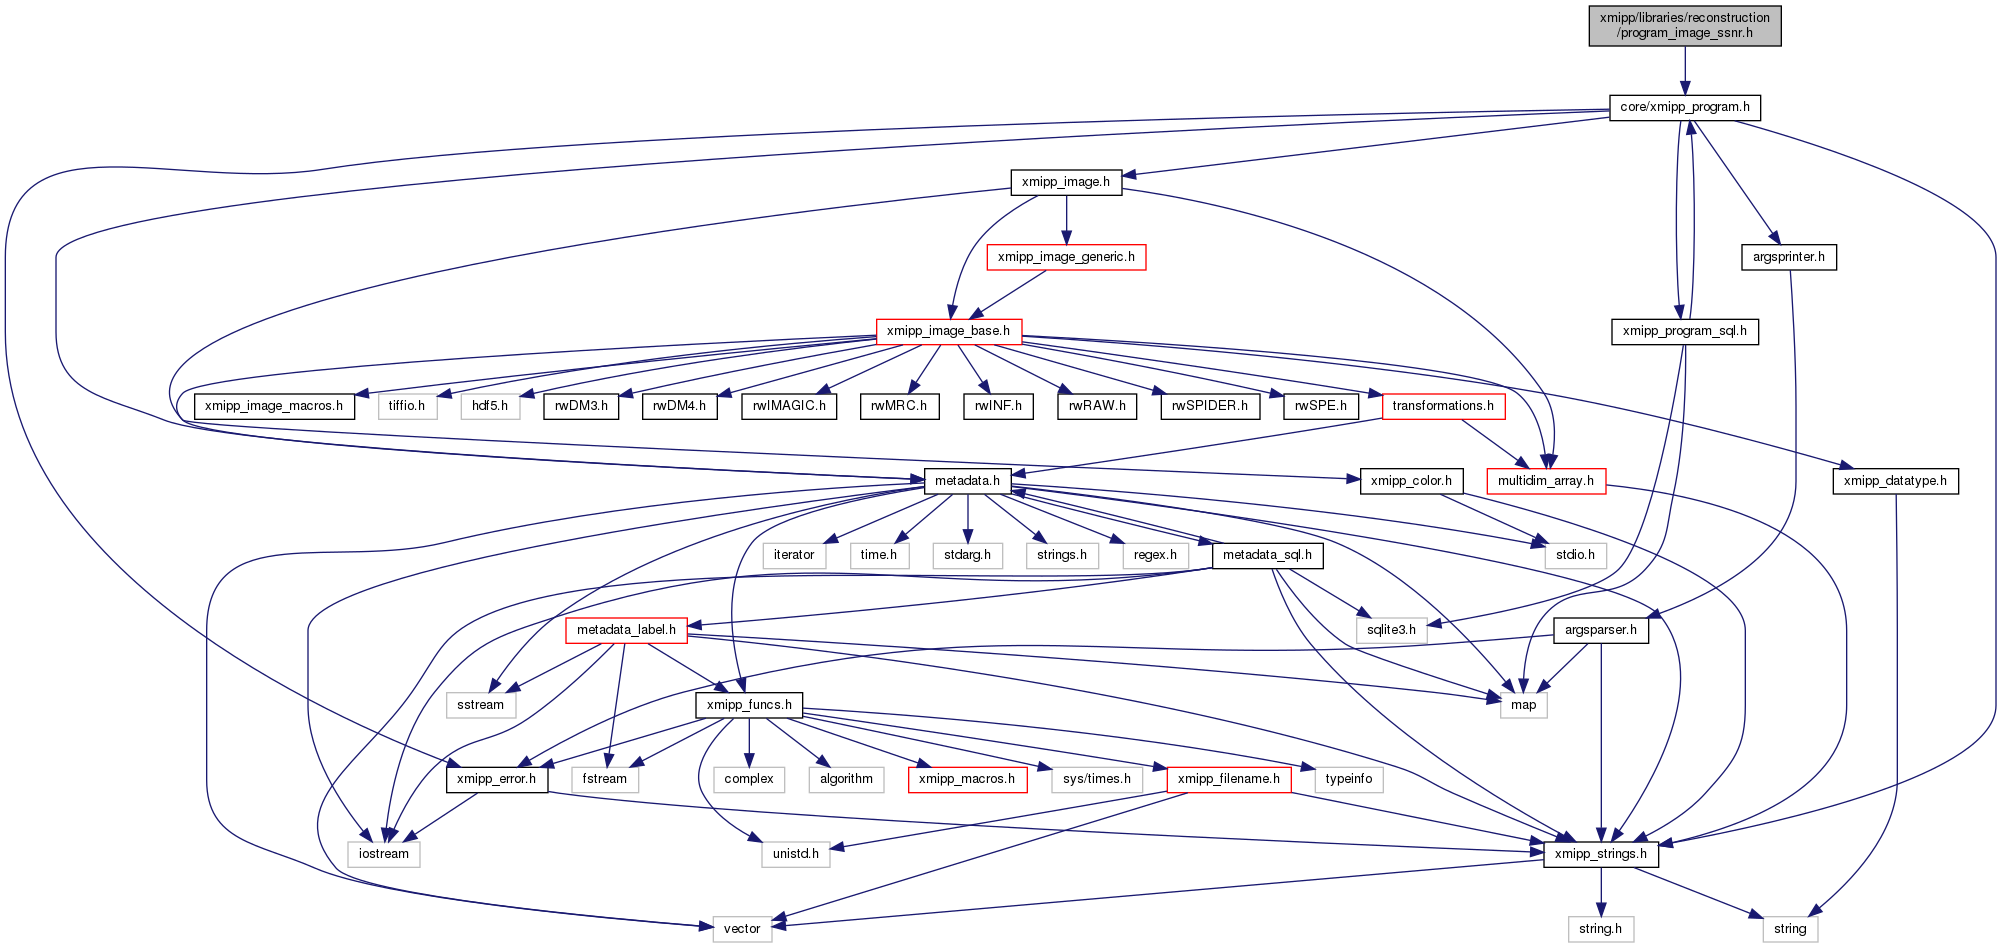 xmipp/libraries/reconstruction
/program_image_ssnr.h
core/xmipp_program.h
xmipp_image.h
xmipp_image_generic.h
argsprinter.h
xmipp_image_base.h
xmipp_program_sql.h
xmipp_image_macros.h
tiffio.h
hdf5.h
rwDM3.h
rwDM4.h
rwIMAGIC.h
rwMRC.h
rwINF.h
rwRAW.h
rwSPIDER.h
rwSPE.h
transformations.h
metadata.h
xmipp_color.h
multidim_array.h
xmipp_datatype.h
iterator
time.h
stdarg.h
strings.h
regex.h
metadata_sql.h
stdio.h
metadata_label.h
sqlite3.h
argsparser.h
sstream
xmipp_funcs.h
map
xmipp_error.h
fstream
complex
algorithm
xmipp_macros.h
sys/times.h
xmipp_filename.h
typeinfo
iostream
unistd.h
xmipp_strings.h
vector
string.h
string